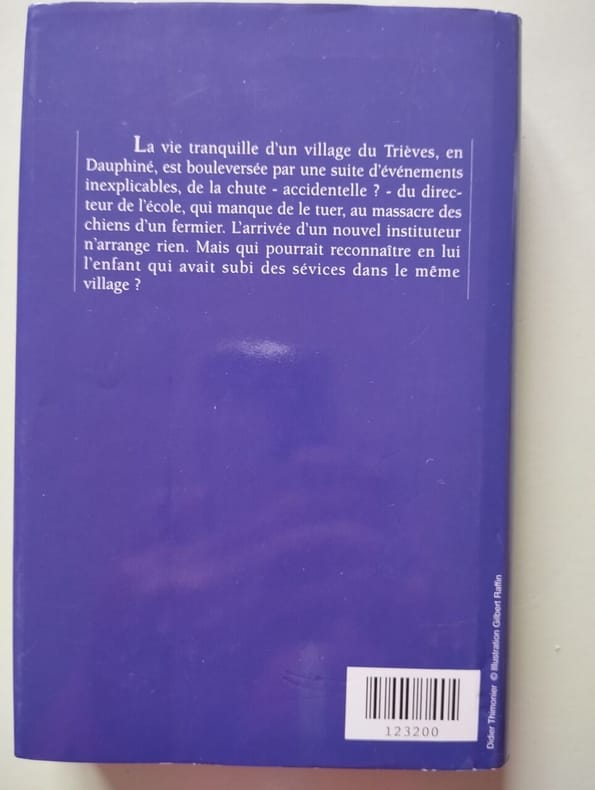 La vie tranquille d'un village du Trièves, en
Dauphiné, est bouleversée par une suite d'événements
inexplicables, de la chute - accidentelle ? - du direc-
teur de l'école, qui manque de le tuer, au massacre des
chiens d'un fermier. L'arrivée d'un nouvel instituteur
n'arrange rien. Mais qui pourrait reconnaître en lui
l'enfant qui avait subi des sévices dans le même
village ?
123200
Didier Thimonier © Illustration Gilbert Raffin